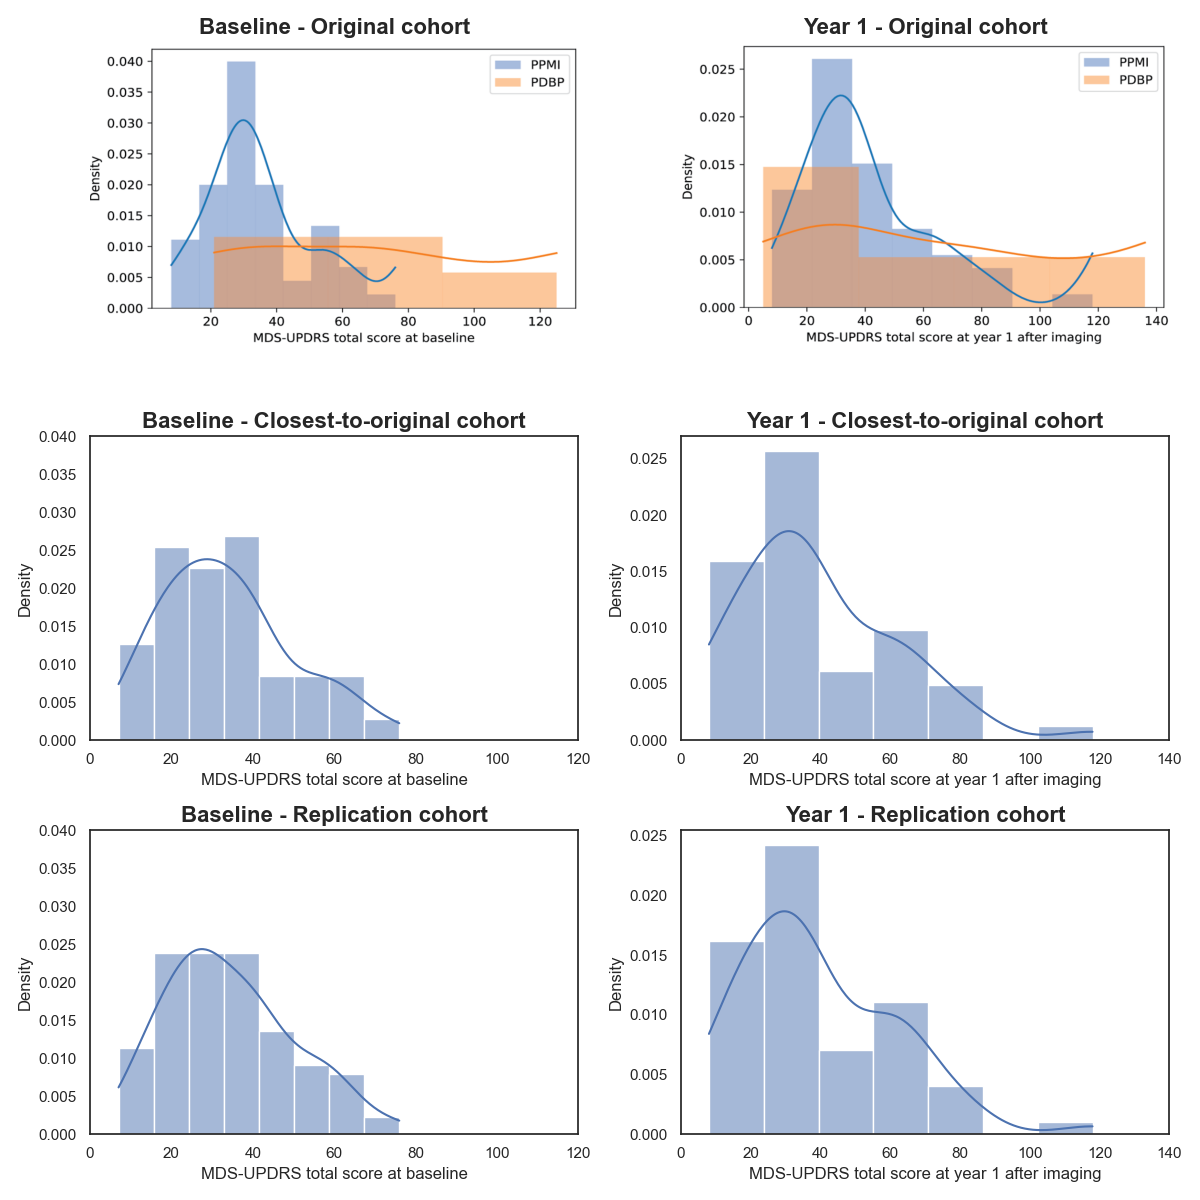 Baseline - Original cohort
0.040
0.035
0.030
0.025
0.020
0.015
0.010
0.005
0.000
Density
PPMI
PDBP
20 40 60 80 100 120
MDS-UPDRS total score at baseline
Year 1 - Original cohort
0.025
0.020
0.015
0.010
0.005
0.000
Density
PPMI
PDBP
0 20 40 60 80 100 120 140
MDS-UPDRS total score at year 1 after imaging
Baseline - Closest-to-original cohort
0.040
0.035
0.030
0.025
0.020
0.015
0.010
0.005
0.000
Density
0 20 40 60 80 100 120
MDS-UPDRS total score at baseline
Year 1 - Closest-to-original cohort
0.025
0.020
0.015
0.010
0.005
0.000
Density
0 20 40 60 80 100 120 140
MDS-UPDRS total score at year 1 after imaging
Baseline - Replication cohort
0.040
0.035
0.030
0.025
0.020
0.015
0.010
0.005
0.000
Density
0 20 40 60 80 100 120
MDS-UPDRS total score at baseline
Year 1 - Replication cohort
0.025
0.020
0.015
0.010
0.005
0.000
Density
0 20 40 60 80 100 120 140
MDS-UPDRS total score at year 1 after imaging